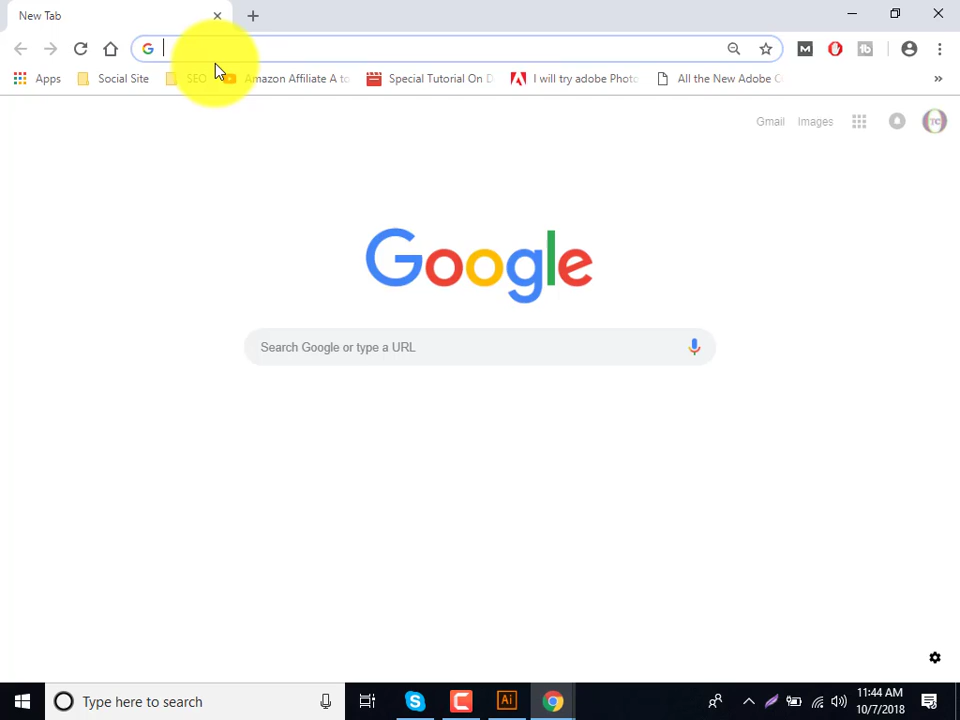 New Tab
Apps
Social Site
SEO
Amazon Affiliate A to
Special Tutorial On D
I will try adobe Photo
All the New Adobe C
Gmail
Images
TC
Google
Search Google or type a URL
Type here to search
Ai
11:44 AM
10/7/2018